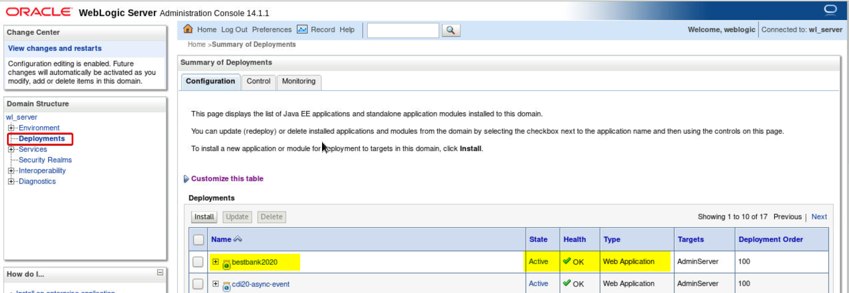 ORACLE WebLogic Server Administration Console 14.1.1
Change Center
View changes and restarts
Configuration editing is enabled. Future
changes will automatically be activated as you
modify, add or delete items in this domain.
Domain Structure
wl_server
Environment
Deployments
Services
Security Realms
Interoperability
Diagnostics
How do I...
Home Log Out Preferences Record Help
Welcome, weblogic Connected to: wl_server
Home >Summary of Deployments
Summary of Deployments
Configuration Control Monitoring
This page displays the list of Java EE applications and standalone application modules installed to this domain.
You can update (redeploy) or delete installed applications and modules from the domain by selecting the checkbox next to the application name and then using the controls on this page.
To install a new application or module for deployment to targets in this domain, click Install.
Customize this table
Deployments
Install Update Delete
Showing 1 to 10 of 17 Previous | Next
Name State Health Type Targets Deployment Order
bestbank2020 Active OK Web Application AdminServer 100
cdi20-async-event Active OK Web Application AdminServer 100